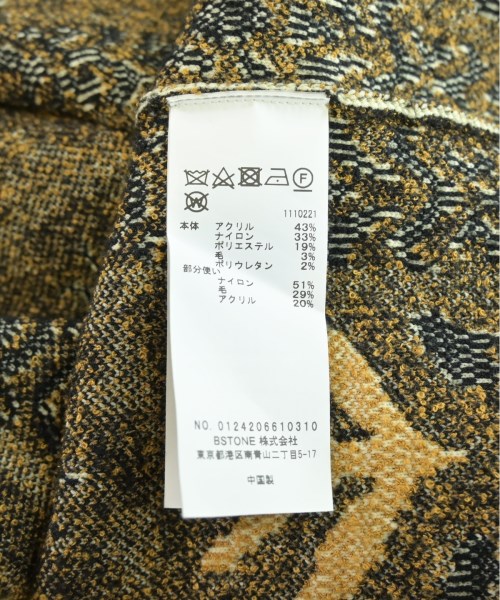 1110221
本体 アクリル 43%
ナイロン 33%
ポリエステル 19%
毛 3%
ポリウレタン 2%
部分使い
ナイロン 51%
毛 29%
アクリル 20%
NO. 0124206610310
BSTONE 株式会社
東京都港区南青山二丁目5-17
中国製